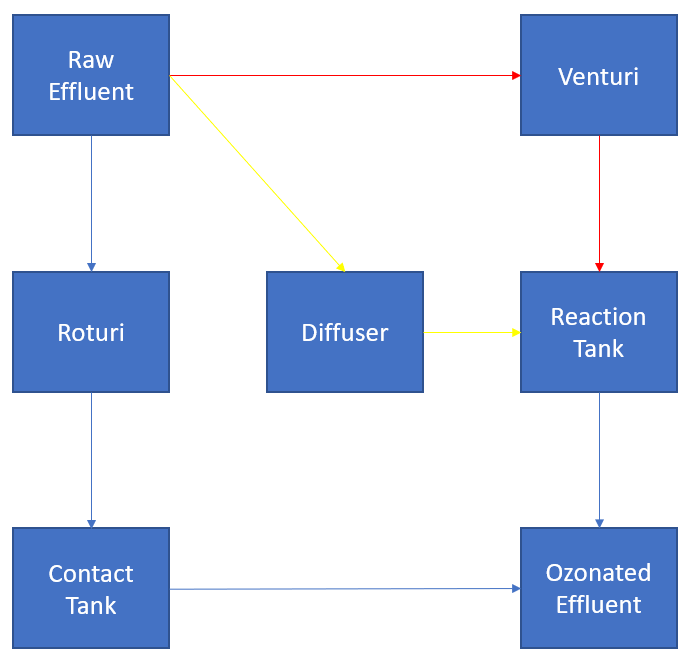 Raw
Effluent
Venturi
Roturi
Diffuser
Reaction
Tank
Contact
Tank
Ozonated
Effluent